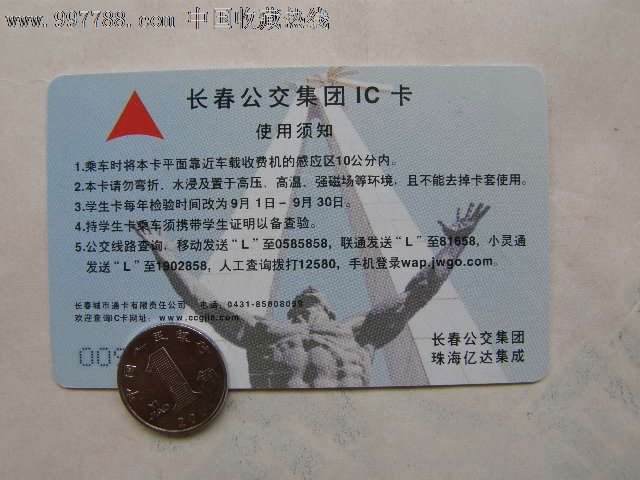 www.997788.com 中国收藏热线
长春公交集团 IC 卡
使用须知
1.乘车时将本卡平面靠近车载收费机的感应区10公分内。
2.本卡请勿弯折、水浸及置于高压、高温、强磁场等环境，且不能去掉卡套使用。
3.学生卡每年检验时间改为 9月 1日－ 9月 30日。
4.持学生卡乘车须携带学生证明以备查验。
5.公交线路查询，移动发送“L”至0585858，联通发送“L”至81658，小灵通
发送“L”至1902858，人工查询拨打12580，手机登录wap.jwgo.com。
长春城市通卡有限责任公司 电话：0431-85808069
欢迎查询IC卡网址：
长春公交集团
珠海亿达集成
009
中国人民银行
1
YI JIAO